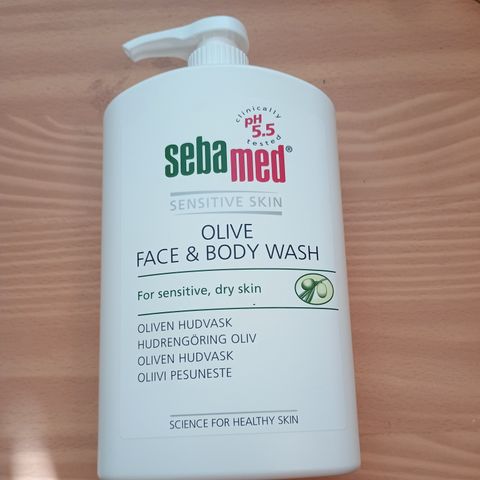 clinically
pH
5.5
tested
sebamed®
SENSITIVE SKIN
OLIVE
FACE & BODY WASH
For sensitive, dry skin
OLIVEN HUDVASK
HUDRENGÖRING OLIV
OLIVEN HUDVASK
OLIIVI PESUNESTE
SCIENCE FOR HEALTHY SKIN